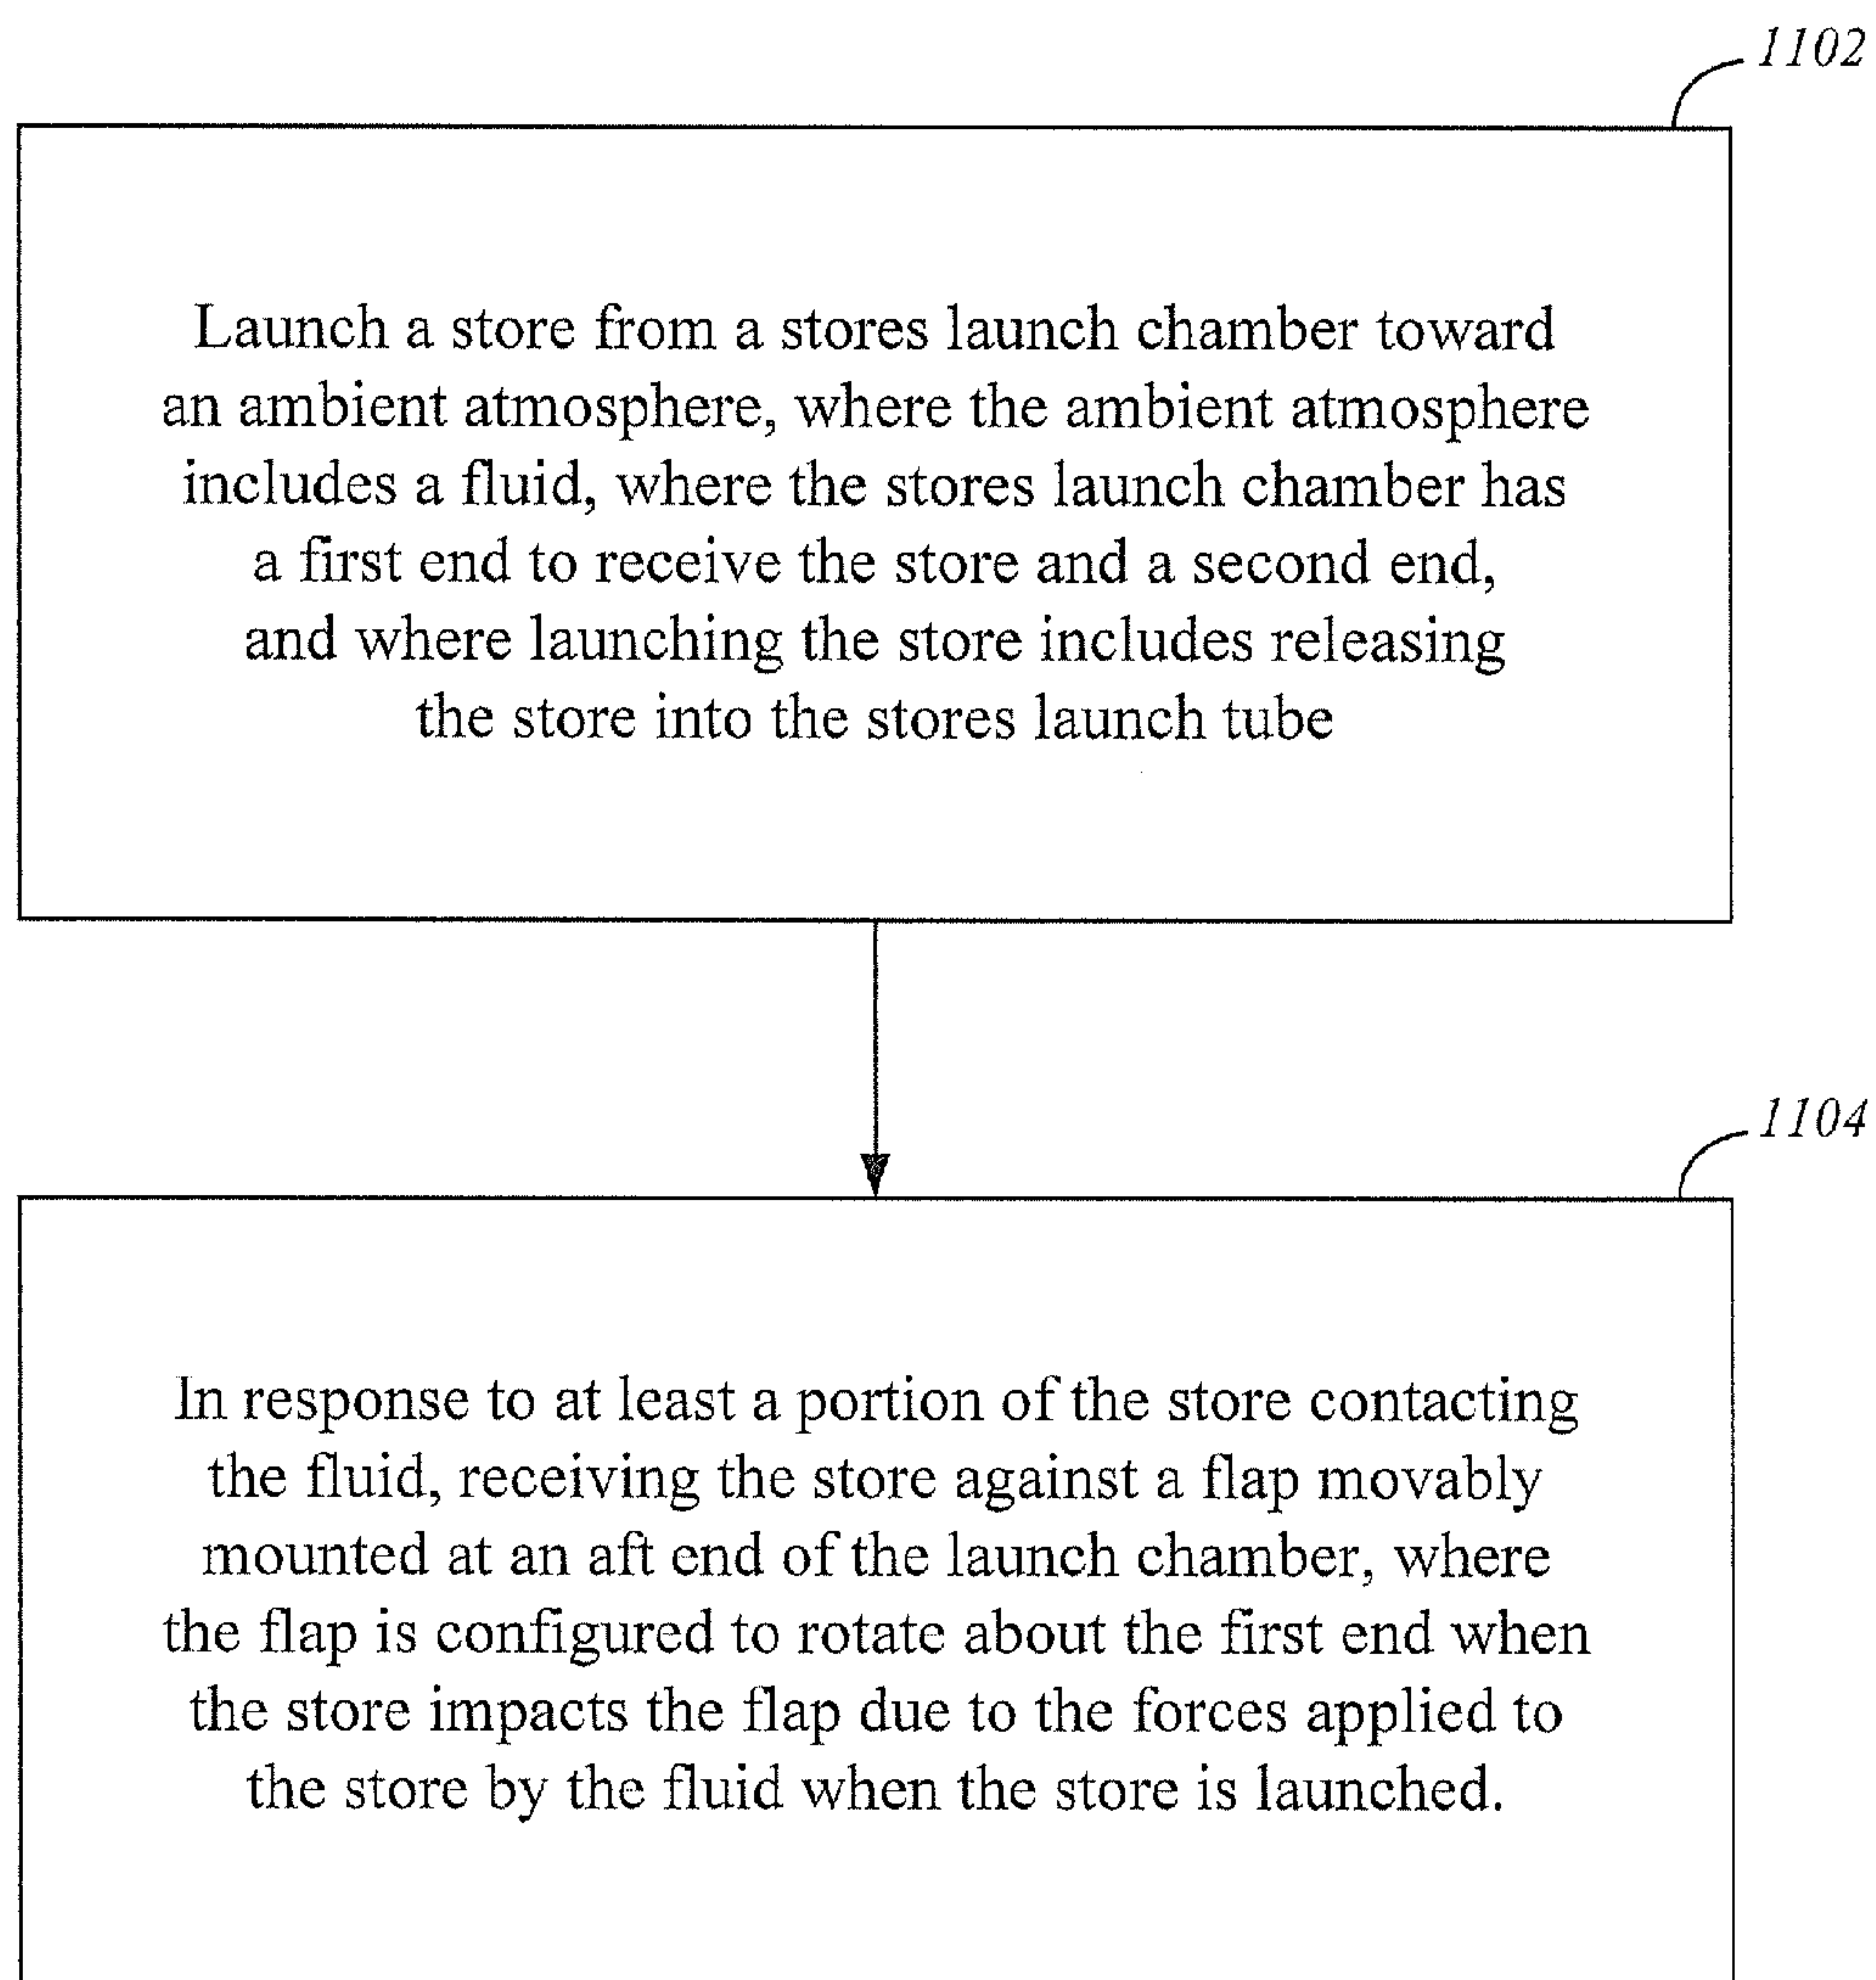 1102
Launch a store from a stores launch chamber toward
an ambient atmosphere, where the ambient atmosphere
includes a fluid, where the stores launch chamber has
a first end to receive the store and a second end,
and where launching the store includes releasing
the store into the stores launch tube
1104
In response to at least a portion of the store contacting
the fluid, receiving the store against a flap movably
mounted at an aft end of the launch chamber, where
the flap is configured to rotate about the first end when
the store impacts the flap due to the forces applied to
the store by the fluid when the store is launched.